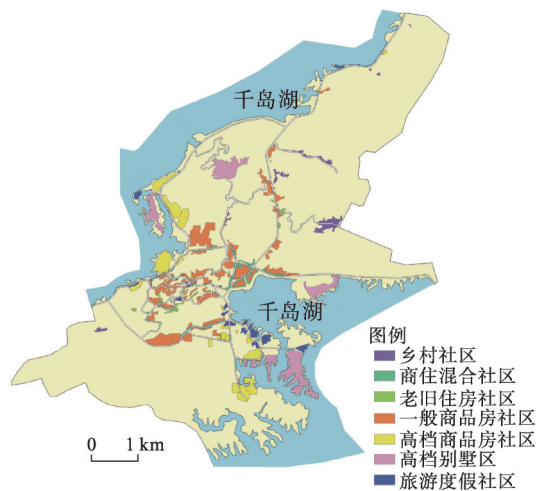 千岛湖
千岛湖
图例
乡村社区
商住混合社区
老旧住房社区
一般商品房社区
高档商品房社区
高档别墅区
旅游度假社区
0 1 km